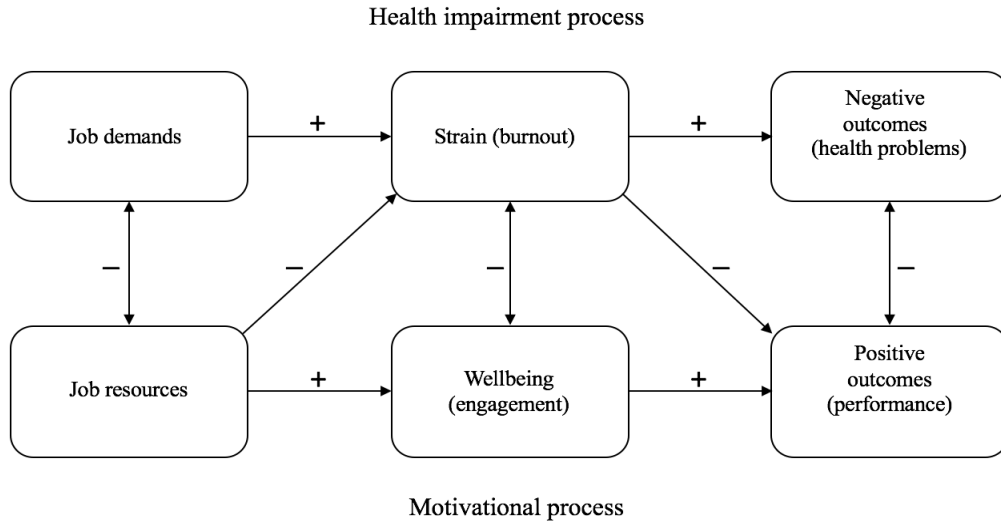 Health impairment process
Job demands
+
Strain (burnout)
+
Negative
outcomes
(health problems)
−
−
−
−
−
Job resources
+
Wellbeing
(engagement)
+
Positive
outcomes
(performance)
Motivational process